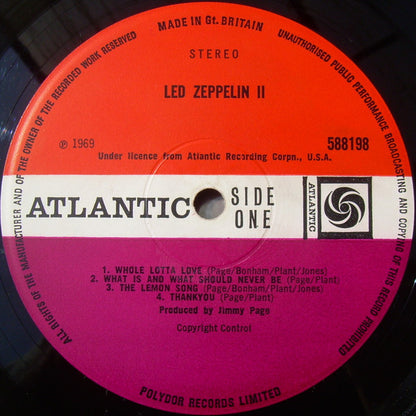 MADE IN Gt. BRITAIN
UNAUTHORISED PUBLIC PERFORMANCE BROADCASTING AND COPYING OF THIS RECORD PROHIBITED
ALL RIGHTS OF THE MANUFACTURER AND OF THE OWNER OF THE RECORDED WORK RESERVED
STEREO
LED ZEPPELIN II
℗ 1969
588198
Under licence from Atlantic Recording Corpn., U.S.A.
ATLANTIC
SIDE
ONE
ATLANTIC
1. WHOLE LOTTA LOVE (Page/Bonham/Plant/Jones)
2. WHAT IS AND WHAT SHOULD NEVER BE (Page/Plant)
3. THE LEMON SONG (Page/Bonham/Plant/Jones)
4. THANKYOU (Page/Plant)
Produced by Jimmy Page
Copyright Control
POLYDOR RECORDS LIMITED